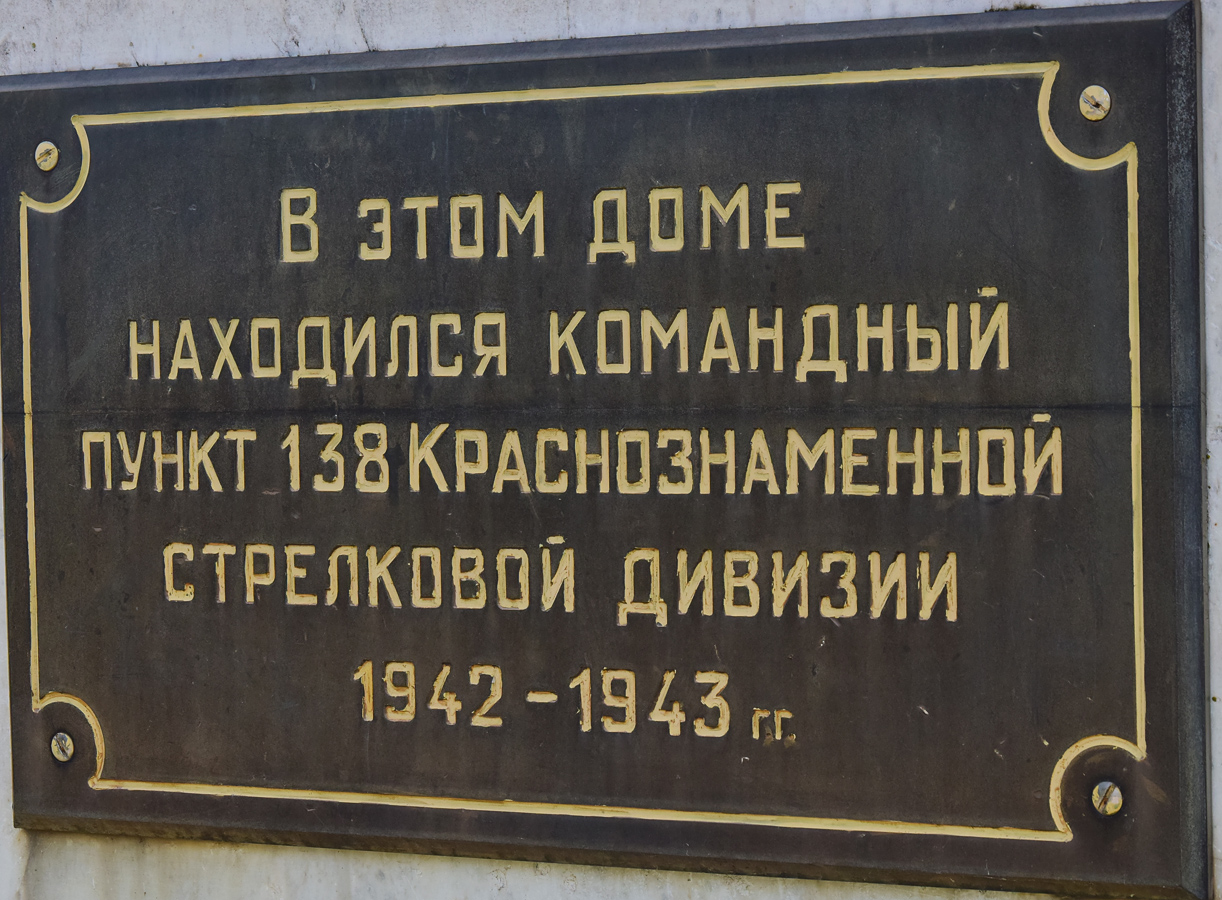 В ЭТОМ ДОМЕ
НАХОДИЛСЯ КОМАНДНЫЙ
ПУНКТ 138 КРАСНОЗНАМЕННОЙ
СТРЕЛКОВОЙ ДИВИЗИИ
1942-1943 гг.